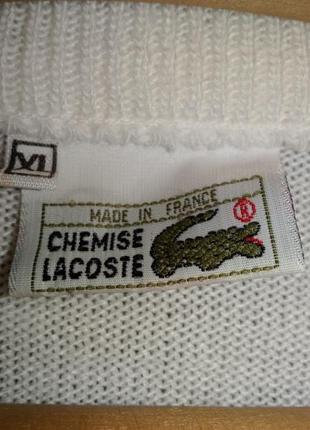 VI
MADE IN FRANCE
®
CHEMISE
LACOSTE